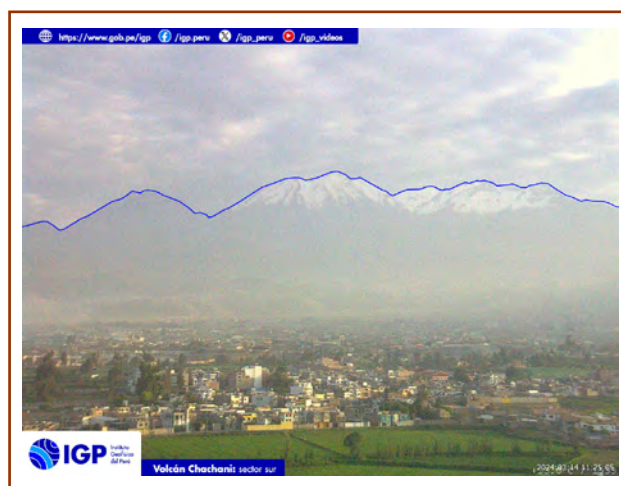 https://www.gob.pe/igp /igp.peru /igp_peru /igp_videos
IGP
Instituto
Geofísico
del Perú
Volcán Chachani: sector sur